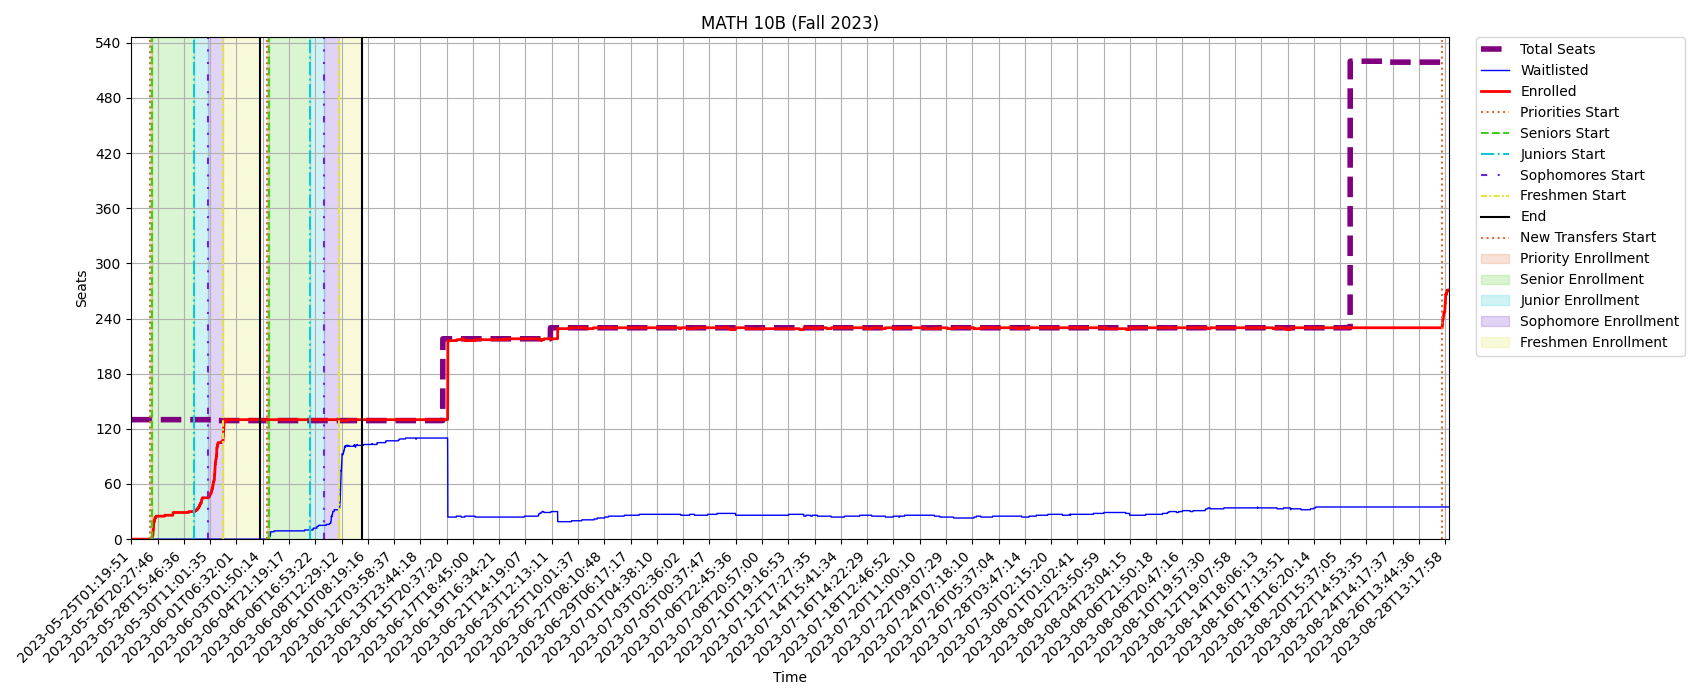 MATH 10B (Fall 2023)
Seats
540
480
420
360
300
240
180
120
60
0
2023-05-25T01:19:51
2023-05-26T20:27:46
2023-05-28T15:46:36
2023-05-30T11:01:35
2023-06-01T06:32:01
2023-06-03T01:50:14
2023-06-04T21:19:17
2023-06-06T16:53:22
2023-06-08T12:29:12
2023-06-10T08:19:16
2023-06-12T03:58:37
2023-06-13T23:44:18
2023-06-15T20:37:20
2023-06-17T18:45:00
2023-06-19T16:34:21
2023-06-21T14:19:07
2023-06-23T12:13:11
2023-06-25T10:01:37
2023-06-27T08:10:48
2023-06-29T06:17:17
2023-07-01T04:38:16
2023-07-03T02:36:02
2023-07-05T00:37:47
2023-07-06T22:45:36
2023-07-08T20:57:00
2023-07-10T19:16:53
2023-07-12T17:27:35
2023-07-14T15:41:34
2023-07-16T14:22:29
2023-07-18T12:46:52
2023-07-20T11:00:10
2023-07-22T09:07:29
2023-07-24T07:18:10
2023-07-26T05:37:04
2023-07-28T03:47:14
2023-07-30T02:15:20
2023-08-01T01:02:41
2023-08-02T23:50:59
2023-08-04T23:04:15
2023-08-06T21:50:18
2023-08-08T20:47:16
2023-08-10T19:57:30
2023-08-12T19:07:58
2023-08-14T18:06:13
2023-08-16T17:13:51
2023-08-18T16:20:14
2023-08-20T15:37:05
2023-08-22T14:53:35
2023-08-24T14:17:37
2023-08-26T13:44:36
2023-08-28T13:17:58
Time
Total Seats
Waitlisted
Enrolled
Priorities Start
Seniors Start
Juniors Start
Sophomores Start
Freshmen Start
End
New Transfers Start
Priority Enrollment
Senior Enrollment
Junior Enrollment
Sophomore Enrollment
Freshmen Enrollment